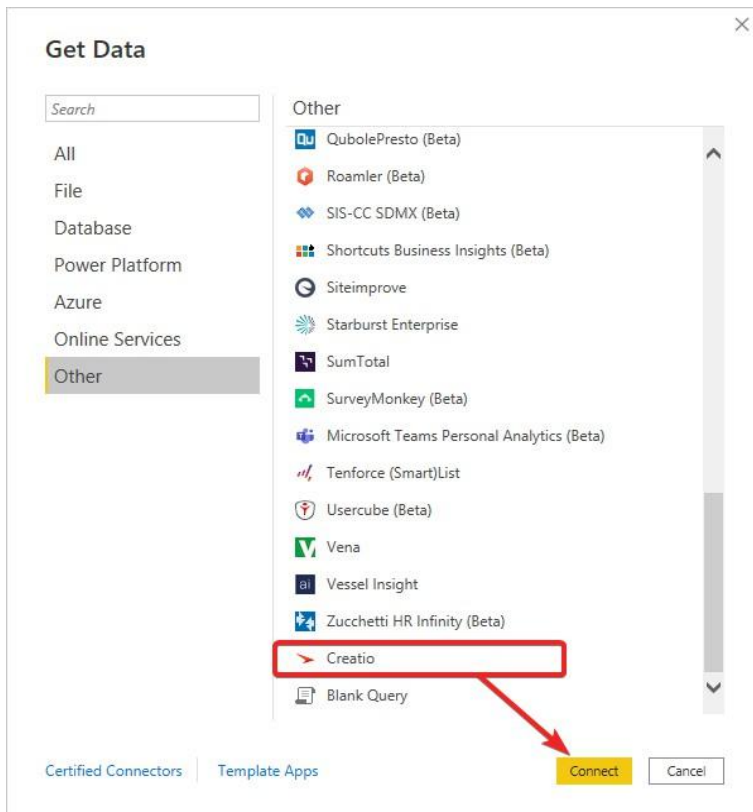 Get Data
Search
All
File
Database
Power Platform
Azure
Online Services
Other
Other
Qu QubolePresto (Beta)
Roamler (Beta)
SIS-CC SDMX (Beta)
Shortcuts Business Insights (Beta)
Siteimprove
Starburst Enterprise
SumTotal
SurveyMonkey (Beta)
Microsoft Teams Personal Analytics (Beta)
Tenforce (Smart)List
Usercube (Beta)
V Vena
ai Vessel Insight
Zucchetti HR Infinity (Beta)
Creatio
Blank Query
Certified Connectors
Template Apps
Connect
Cancel